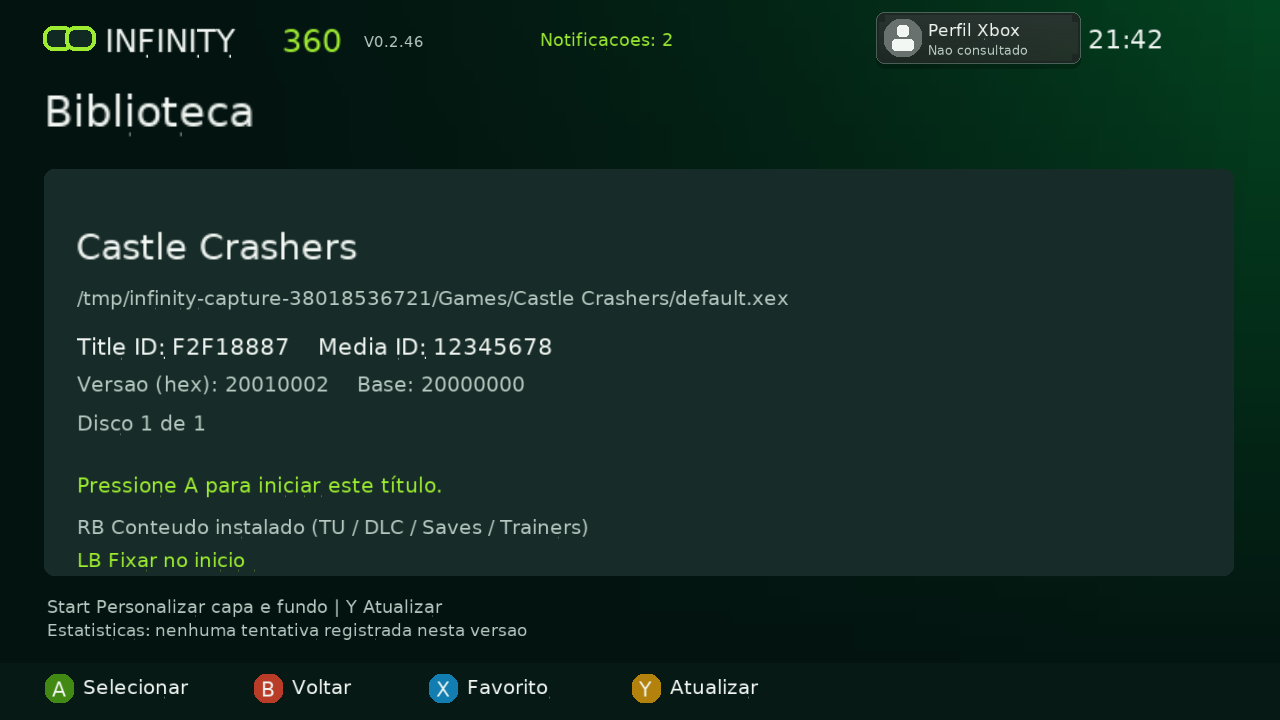 INFINITY 360 V0.2.46 Notificacoes: 2 Perfil Xbox 21:42
Nao consultado
Biblioteca
Castle Crashers
/tmp/infinity-capture-38018536721/Games/Castle Crashers/default.xex
Title ID: F2F18887 Media ID: 12345678
Versao (hex): 20010002 Base: 20000000
Disco 1 de 1
Pressione A para iniciar este título.
RB Conteudo instalado (TU / DLC / Saves / Trainers)
LB Fixar no inicio
Start Personalizar capa e fundo | Y Atualizar
Estatisticas: nenhuma tentativa registrada nesta versao
A Selecionar B Voltar X Favorito Y Atualizar